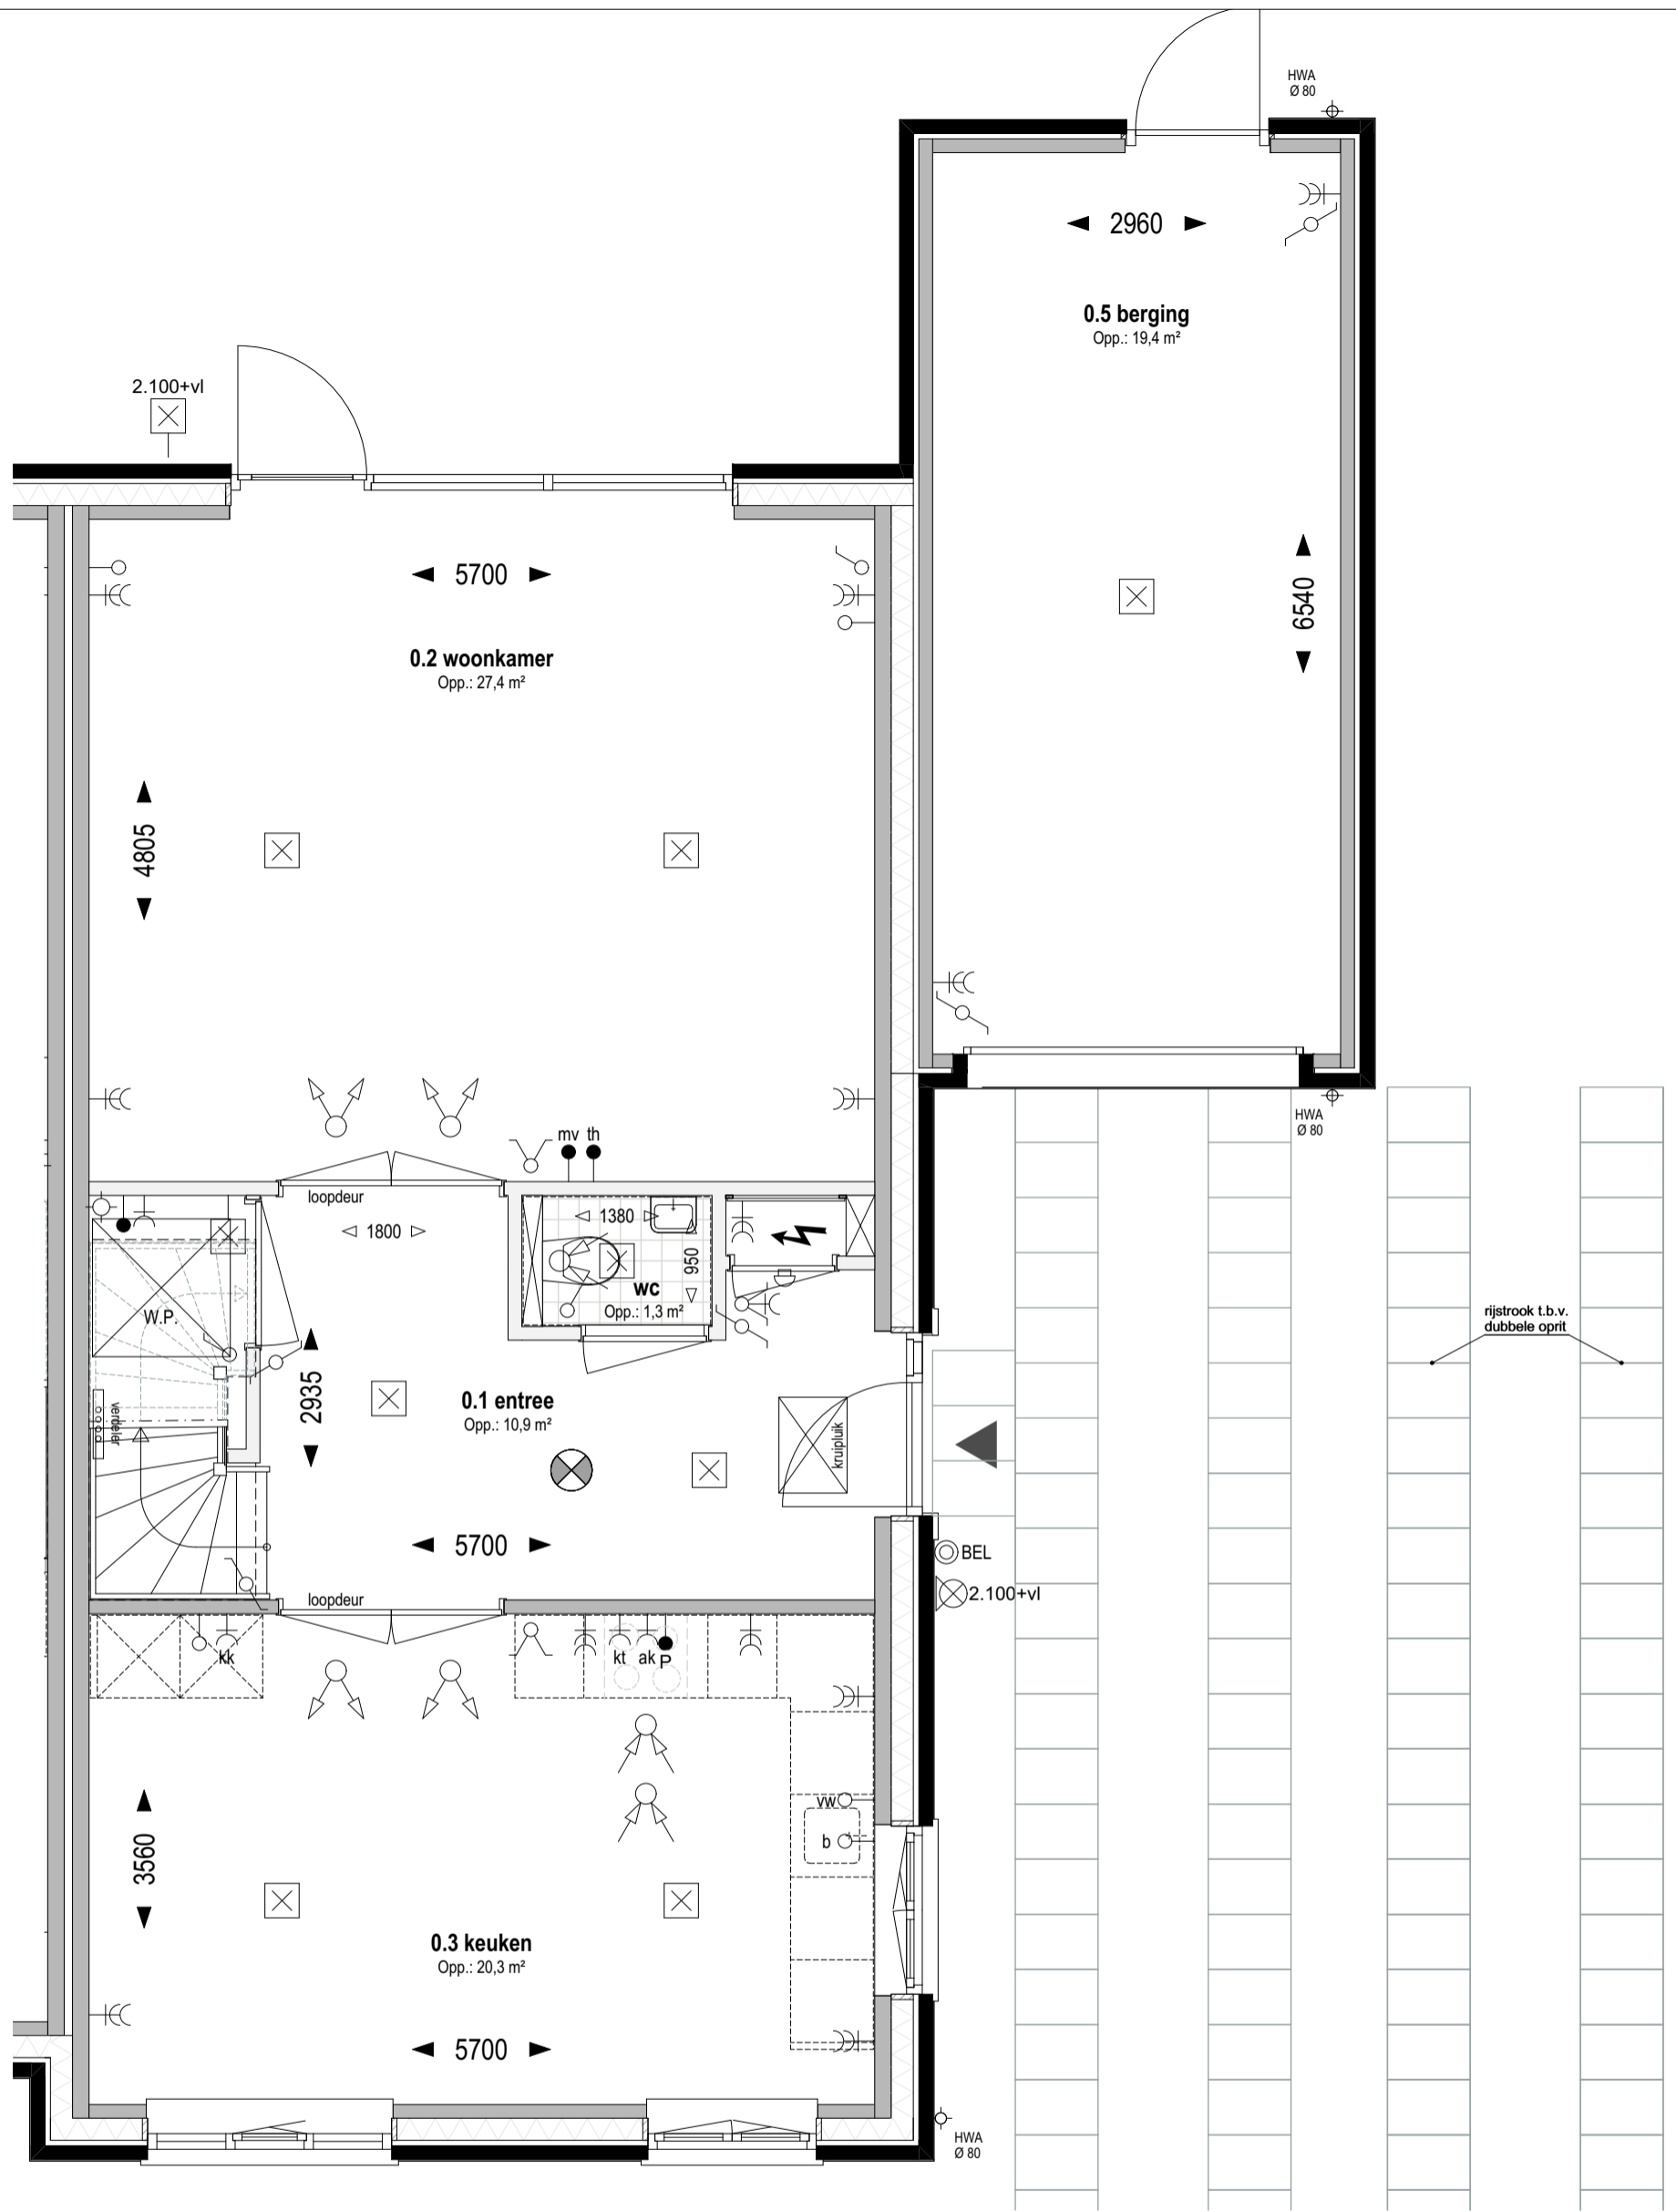 HWA
Ø 80
2960
0.5 berging
Opp.: 19,4 m²
2.100+vl
5700
6540
0.2 woonkamer
Opp.: 27,4 m²
4805
HWA
Ø 80
mv th
loopdeur
1800
1380
950
wc
Opp.: 1,3 m²
W.P.
rijstrook t.b.v.
dubbele oprit
2935
0.1 entree
Opp.: 10,9 m²
verdeler
kruipluik
5700
BEL
2.100+vl
loopdeur
kk
kt ak P
vw
b
3560
0.3 keuken
Opp.: 20,3 m²
5700
HWA
Ø 80